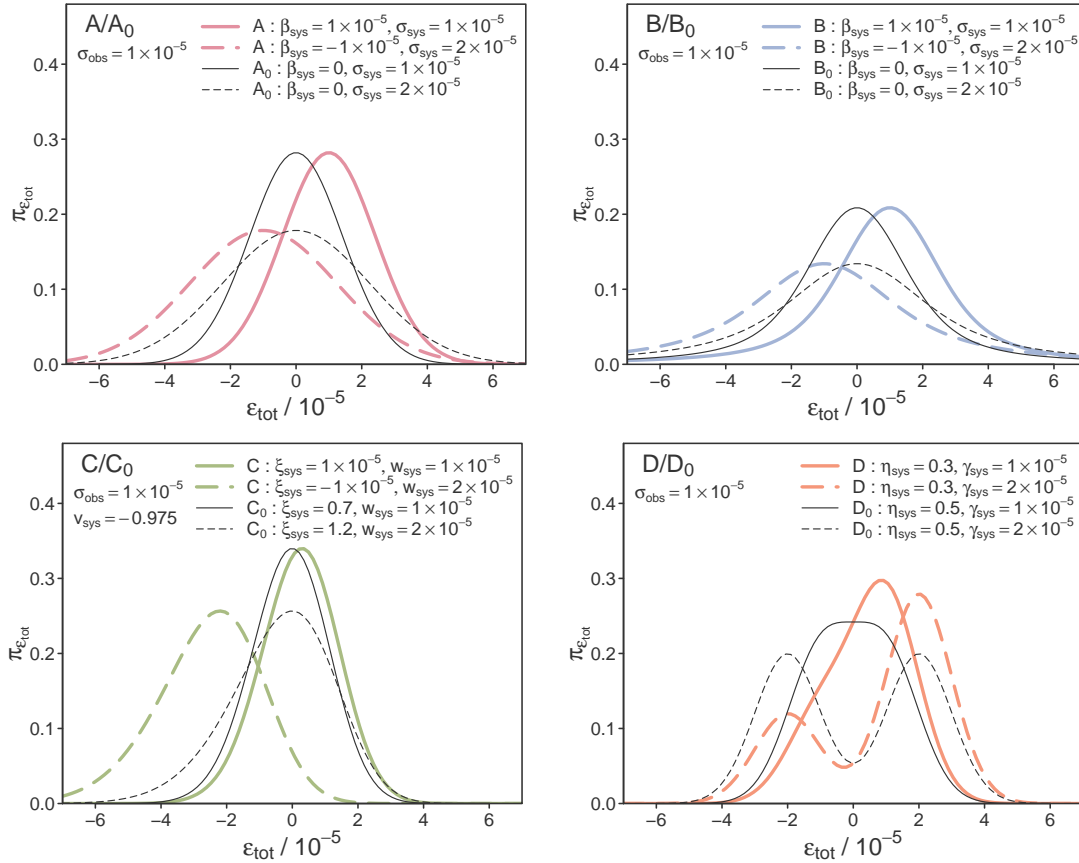 A/A₀
σobs = 1×10⁻⁵
A : βsys = 1×10⁻⁵, σsys = 1×10⁻⁵
A : βsys = −1×10⁻⁵, σsys = 2×10⁻⁵
A₀ : βsys = 0, σsys = 1×10⁻⁵
A₀ : βsys = 0, σsys = 2×10⁻⁵
πεtot
0.4
0.3
0.2
0.1
0.0
−6 −4 −2 0 2 4 6
εtot / 10⁻⁵
B/B₀
σobs = 1×10⁻⁵
B : βsys = 1×10⁻⁵, σsys = 1×10⁻⁵
B : βsys = −1×10⁻⁵, σsys = 2×10⁻⁵
B₀ : βsys = 0, σsys = 1×10⁻⁵
B₀ : βsys = 0, σsys = 2×10⁻⁵
πεtot
0.4
0.3
0.2
0.1
0.0
−6 −4 −2 0 2 4 6
εtot / 10⁻⁵
C/C₀
σobs = 1×10⁻⁵
vsys = −0.975
C : ξsys = 1×10⁻⁵, wsys = 1×10⁻⁵
C : ξsys = −1×10⁻⁵, wsys = 2×10⁻⁵
C₀ : ξsys = 0.7, wsys = 1×10⁻⁵
C₀ : ξsys = 1.2, wsys = 2×10⁻⁵
πεtot
0.4
0.3
0.2
0.1
0.0
−6 −4 −2 0 2 4 6
εtot / 10⁻⁵
D/D₀
σobs = 1×10⁻⁵
D : ηsys = 0.3, γsys = 1×10⁻⁵
D : ηsys = 0.3, γsys = 2×10⁻⁵
D₀ : ηsys = 0.5, γsys = 1×10⁻⁵
D₀ : ηsys = 0.5, γsys = 2×10⁻⁵
πεtot
0.4
0.3
0.2
0.1
0.0
−6 −4 −2 0 2 4 6
εtot / 10⁻⁵